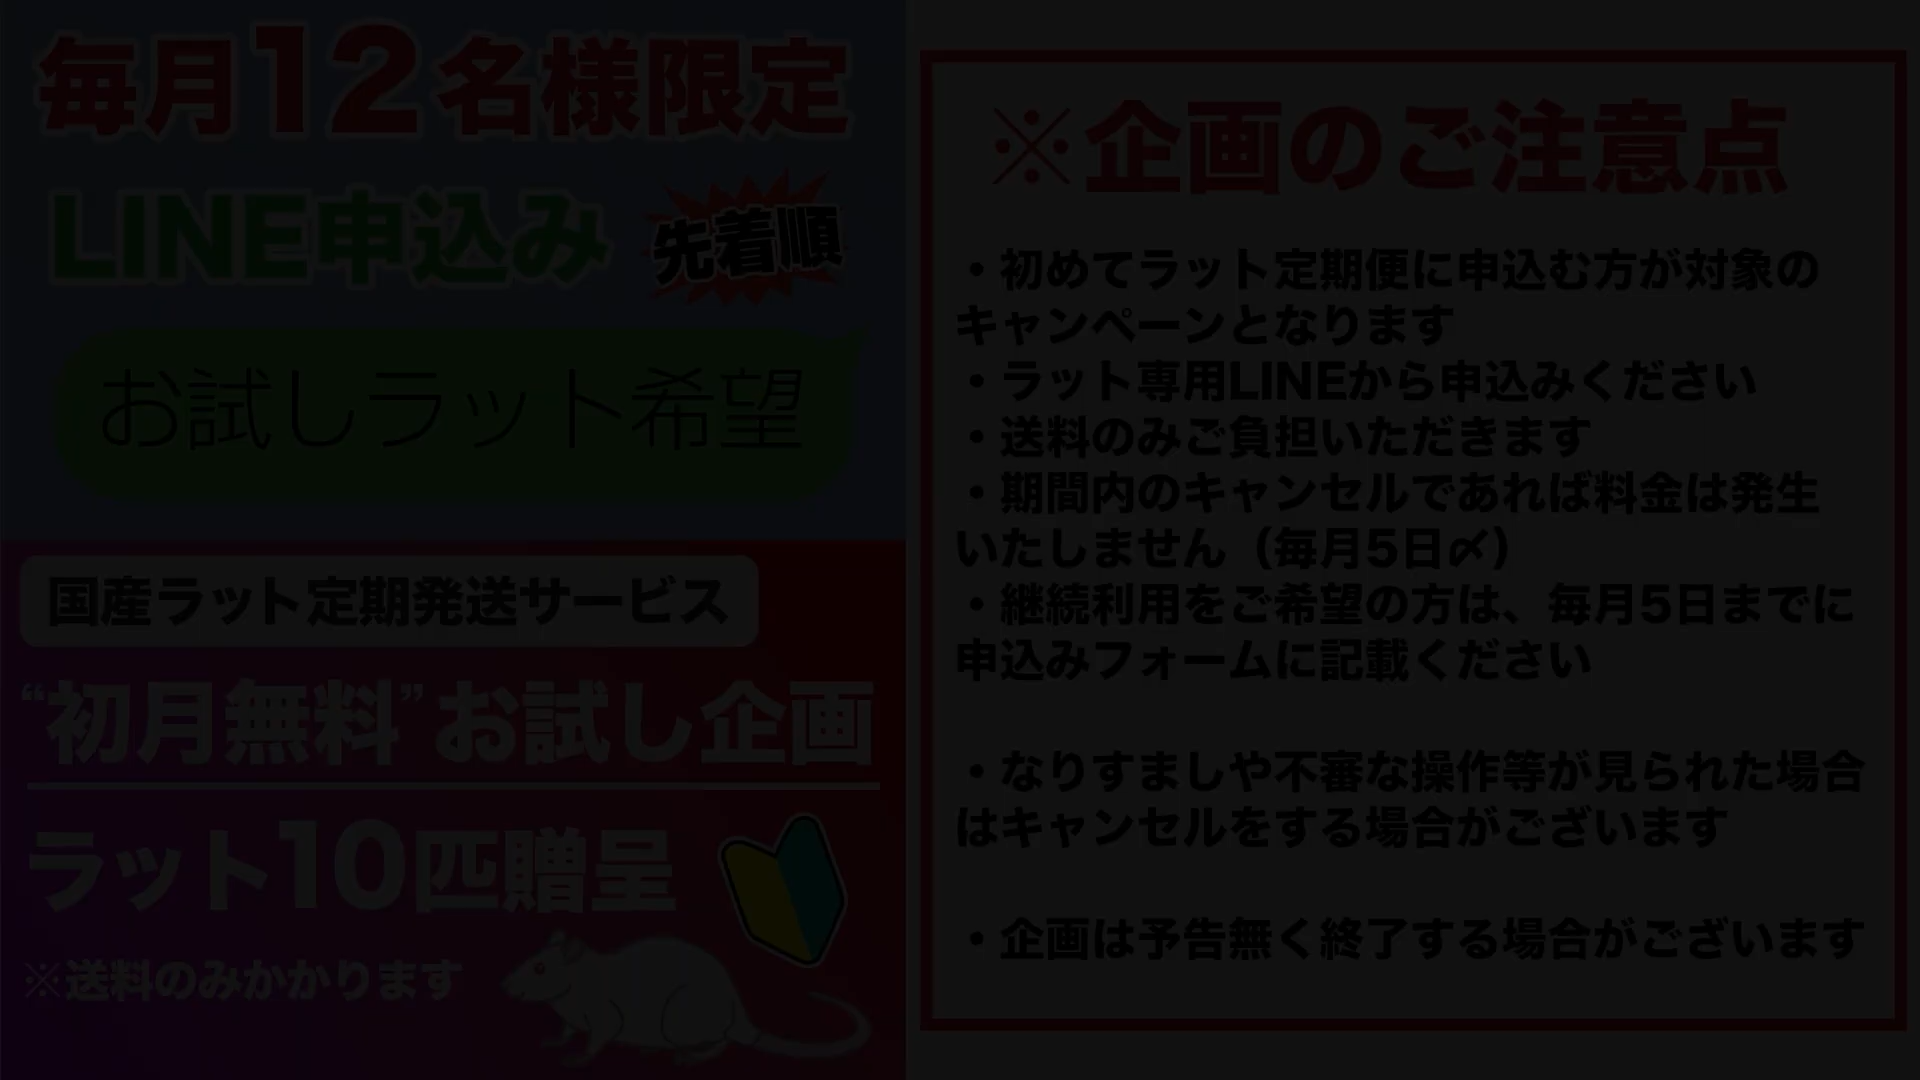 毎月12名様限定
LINE申込み
先着順
お試しラット希望
国産ラット定期発送サービス
“初月無料”お試し企画
ラット10匹贈呈
※送料のみかかります
※企画のご注意点
・初めてラット定期便に申込む方が対象の
キャンペーンとなります
・ラット専用LINEから申込みください
・送料のみご負担いただきます
・期間内のキャンセルであれば料金は発生
いたしません（毎月5日〆）
・継続利用をご希望の方は、毎月5日までに
申込みフォームに記載ください
・なりすましや不審な操作等が見られた場合
はキャンセルをする場合がございます
・企画は予告無く終了する場合がございます